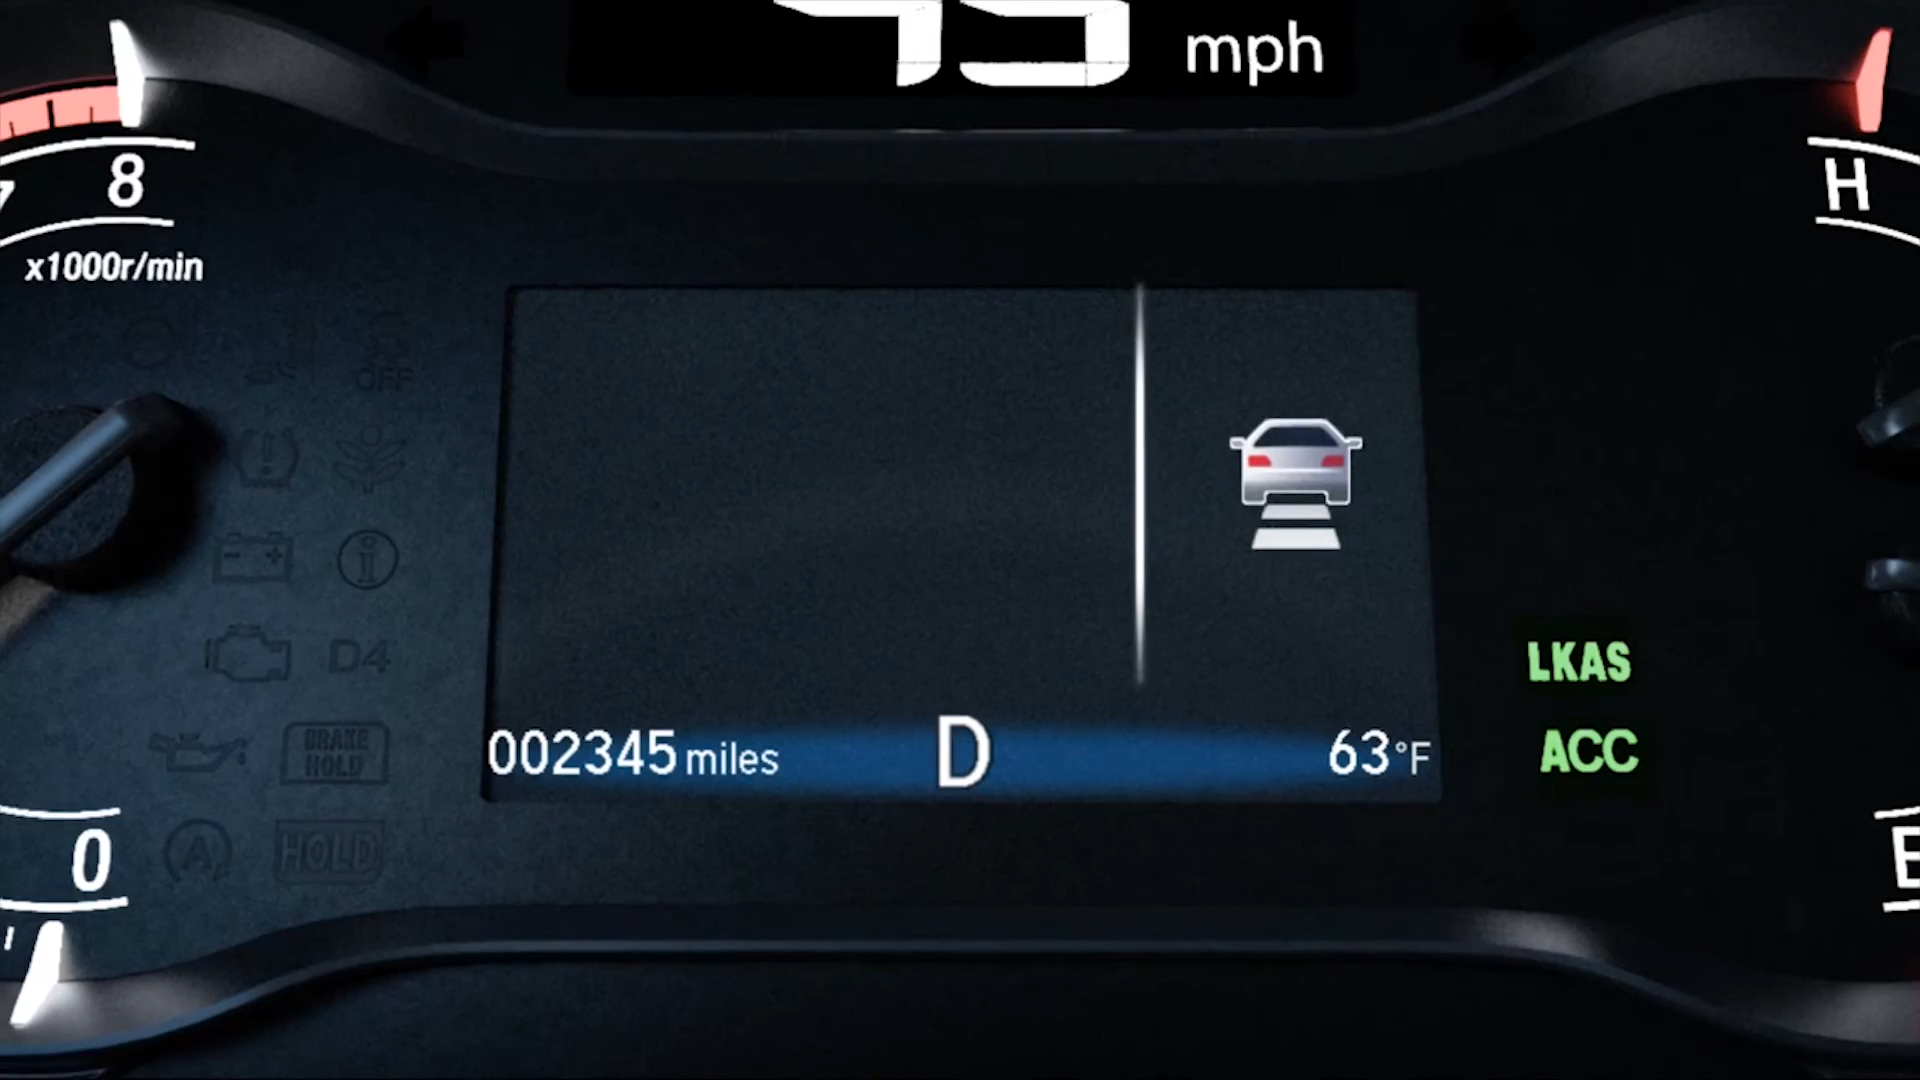 mph
8
H
x1000r/min
OFF
D4
LKAS
BRAKE
HOLD
002345 miles
D
63°F
ACC
0
A
HOLD
E